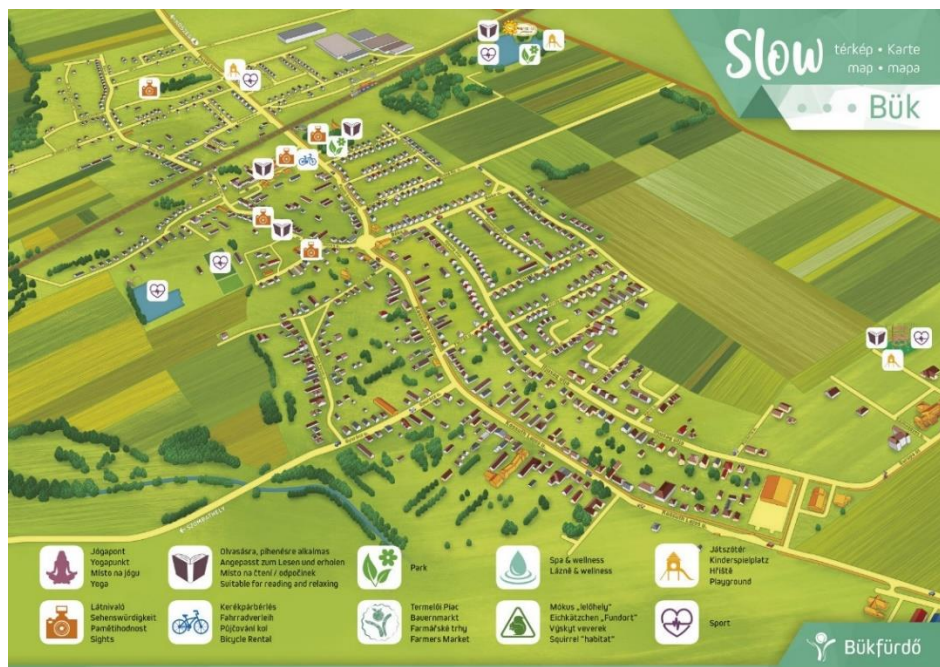 Slow
térkép • Karte
map • mapa
Bük
SZOMBATHELY
Jógapont
Yogapunkt
Místo na jógu
Yoga
Olvasásra, pihenésre alkalmas
Angepasst zum Lesen und erholen
Místo na čtení / odpočinek
Suitable for reading and relaxing
Park
Spa & wellness
Lázně & wellness
Játszótér
Kinderspielplatz
Hřiště
Playground
Látnivaló
Sehenswürdigkeit
Pamětihodnost
Sights
Kerékpárbérlés
Fahrradverleih
Půjčování kol
Bicycle Rental
Termelői Piac
Bauernmarkt
Farmářské trhy
Farmers Market
Mókus „lelőhely"
Eichkätzchen „Fundort"
Výskyt veverek
Squirrel "habitat"
Sport
Bükfürdő